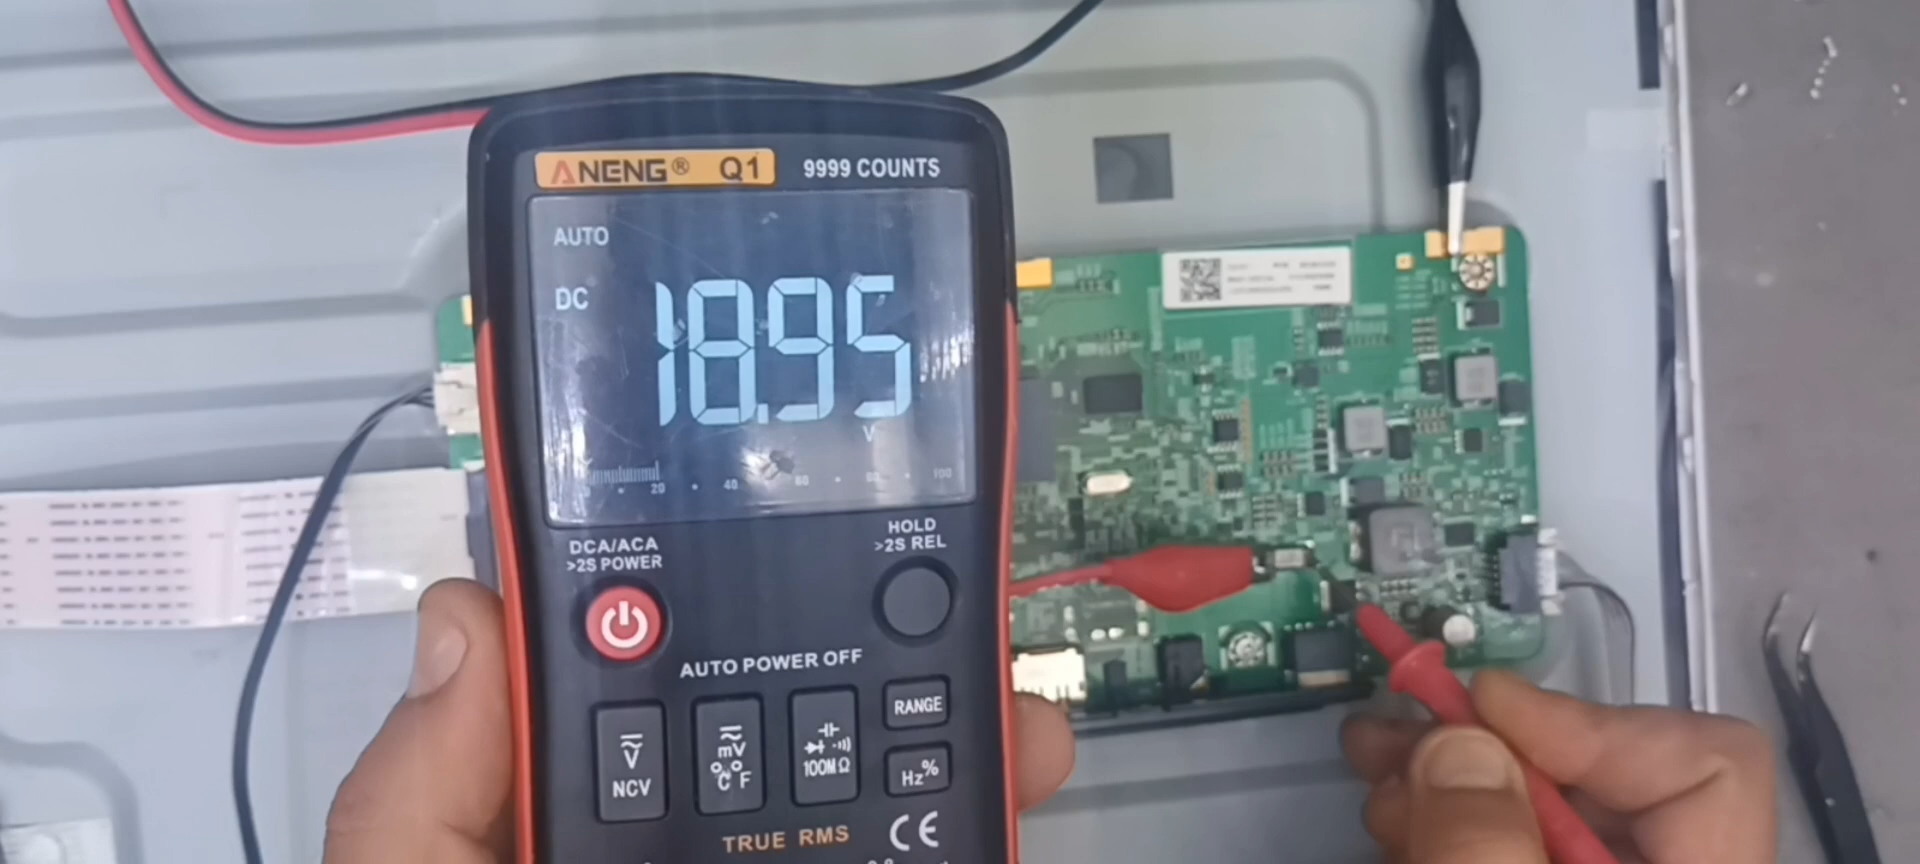 ANENG® Q1 9999 COUNTS
AUTO
DC
18.95
V
20 40 60 80 100
HOLD
>2S REL
DCA/ACA
>2S POWER
AUTO POWER OFF
RANGE
V
NCV
mV
°C °F
100MΩ
Hz%
TRUE RMS CE